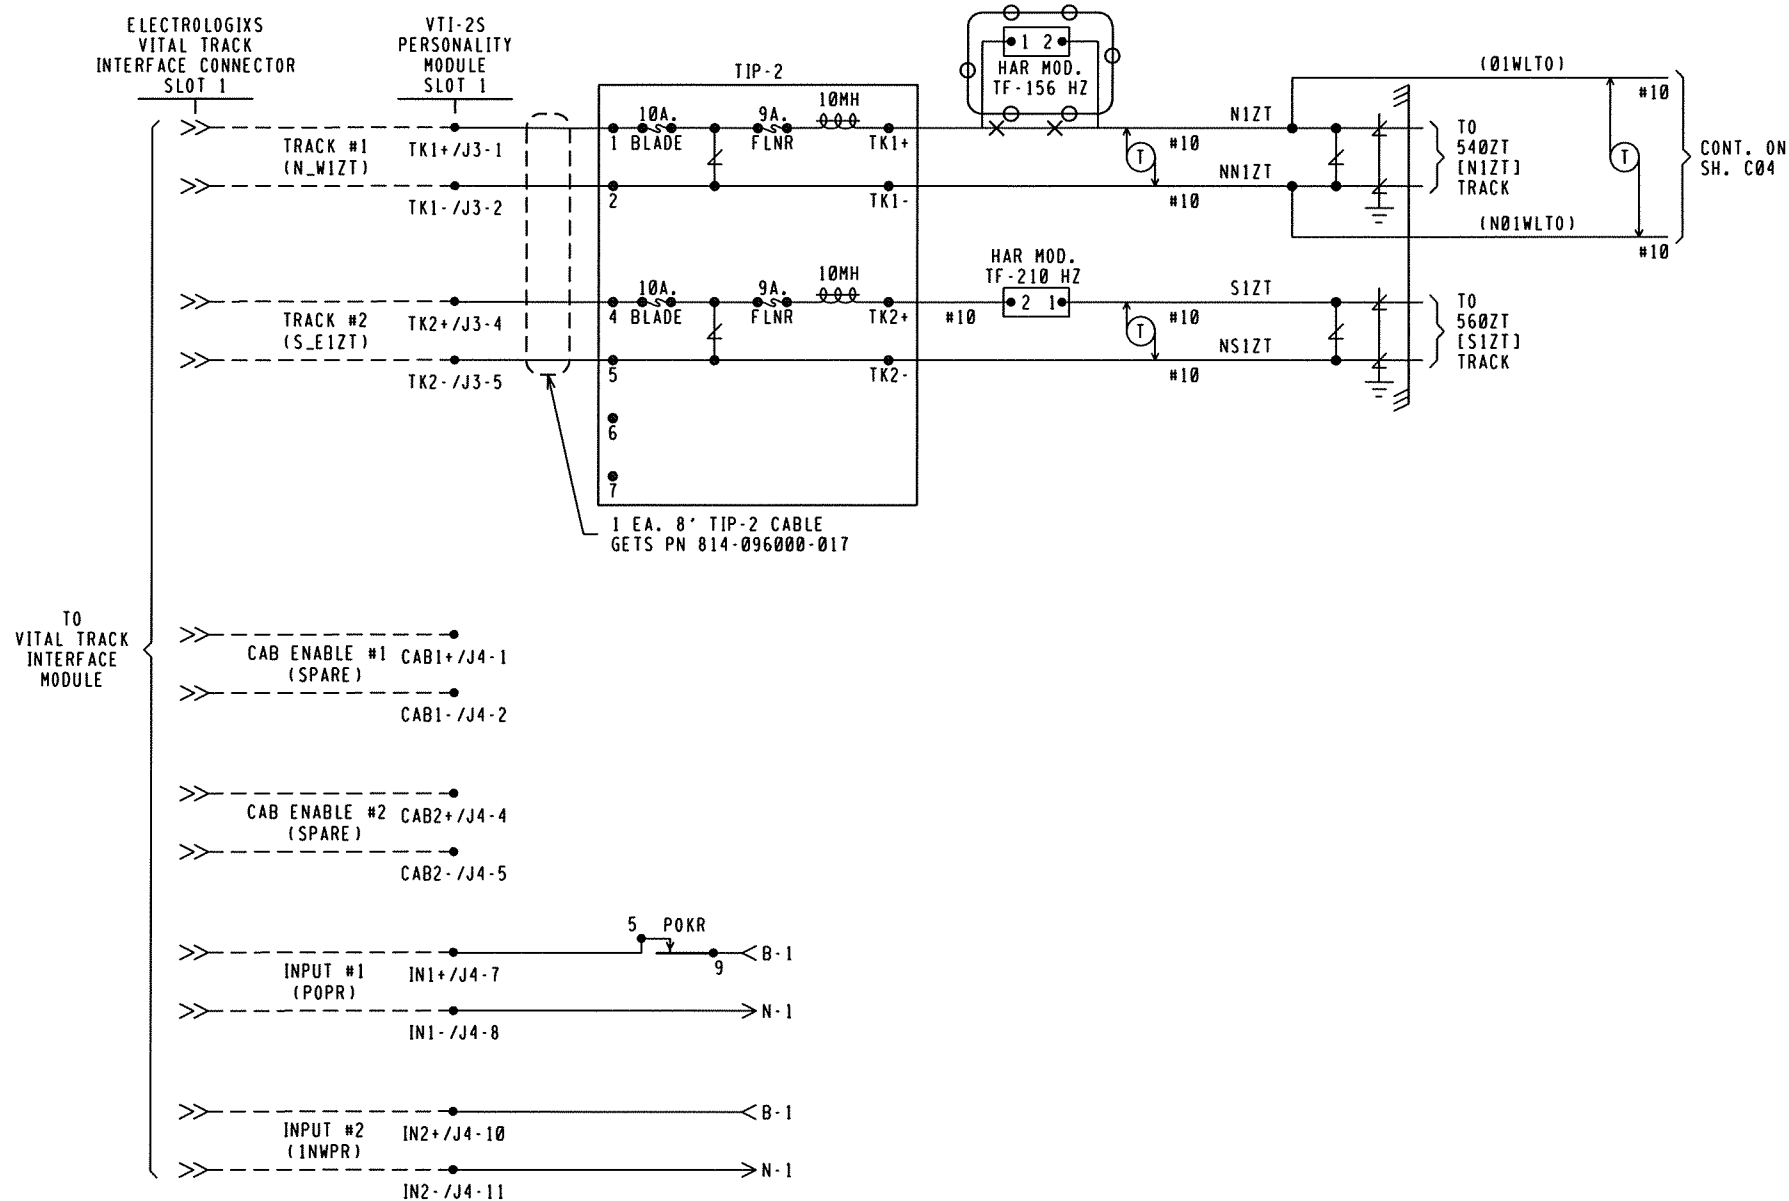 ELECTROLOGIXS
VITAL TRACK
INTERFACE CONNECTOR
SLOT 1
VTI-2S
PERSONALITY
MODULE
SLOT 1
TIP-2
1 2
HAR MOD.
TF-156 HZ
(01WLTO)
#10
10A.
BLADE
9A.
FLNR
10MH
1
TK1+
N1ZT
#10
TRACK #1
(N_W1ZT)
TK1+/J3-1
T
T
TO
540ZT
[N1ZT]
TRACK
CONT. ON
SH. C04
NN1ZT
#10
TK1-/J3-2
2
TK1-
(N01WLTO)
#10
HAR MOD.
TF-210 HZ
2 1
10A.
BLADE
9A.
FLNR
10MH
4
TK2+
#10
S1ZT
#10
TRACK #2
(S_E1ZT)
TK2+/J3-4
T
TO
560ZT
[S1ZT]
TRACK
NS1ZT
#10
TK2-/J3-5
5
TK2-
6
7
1 EA. 8' TIP-2 CABLE
GETS PN 814-096000-017
TO
VITAL TRACK
INTERFACE
MODULE
CAB ENABLE #1
(SPARE)
CAB1+/J4-1
CAB1-/J4-2
CAB ENABLE #2
(SPARE)
CAB2+/J4-4
CAB2-/J4-5
5 POKR
9
B-1
INPUT #1
(POPR)
IN1+/J4-7
N-1
IN1-/J4-8
B-1
INPUT #2
(1NWPR)
IN2+/J4-10
N-1
IN2-/J4-11